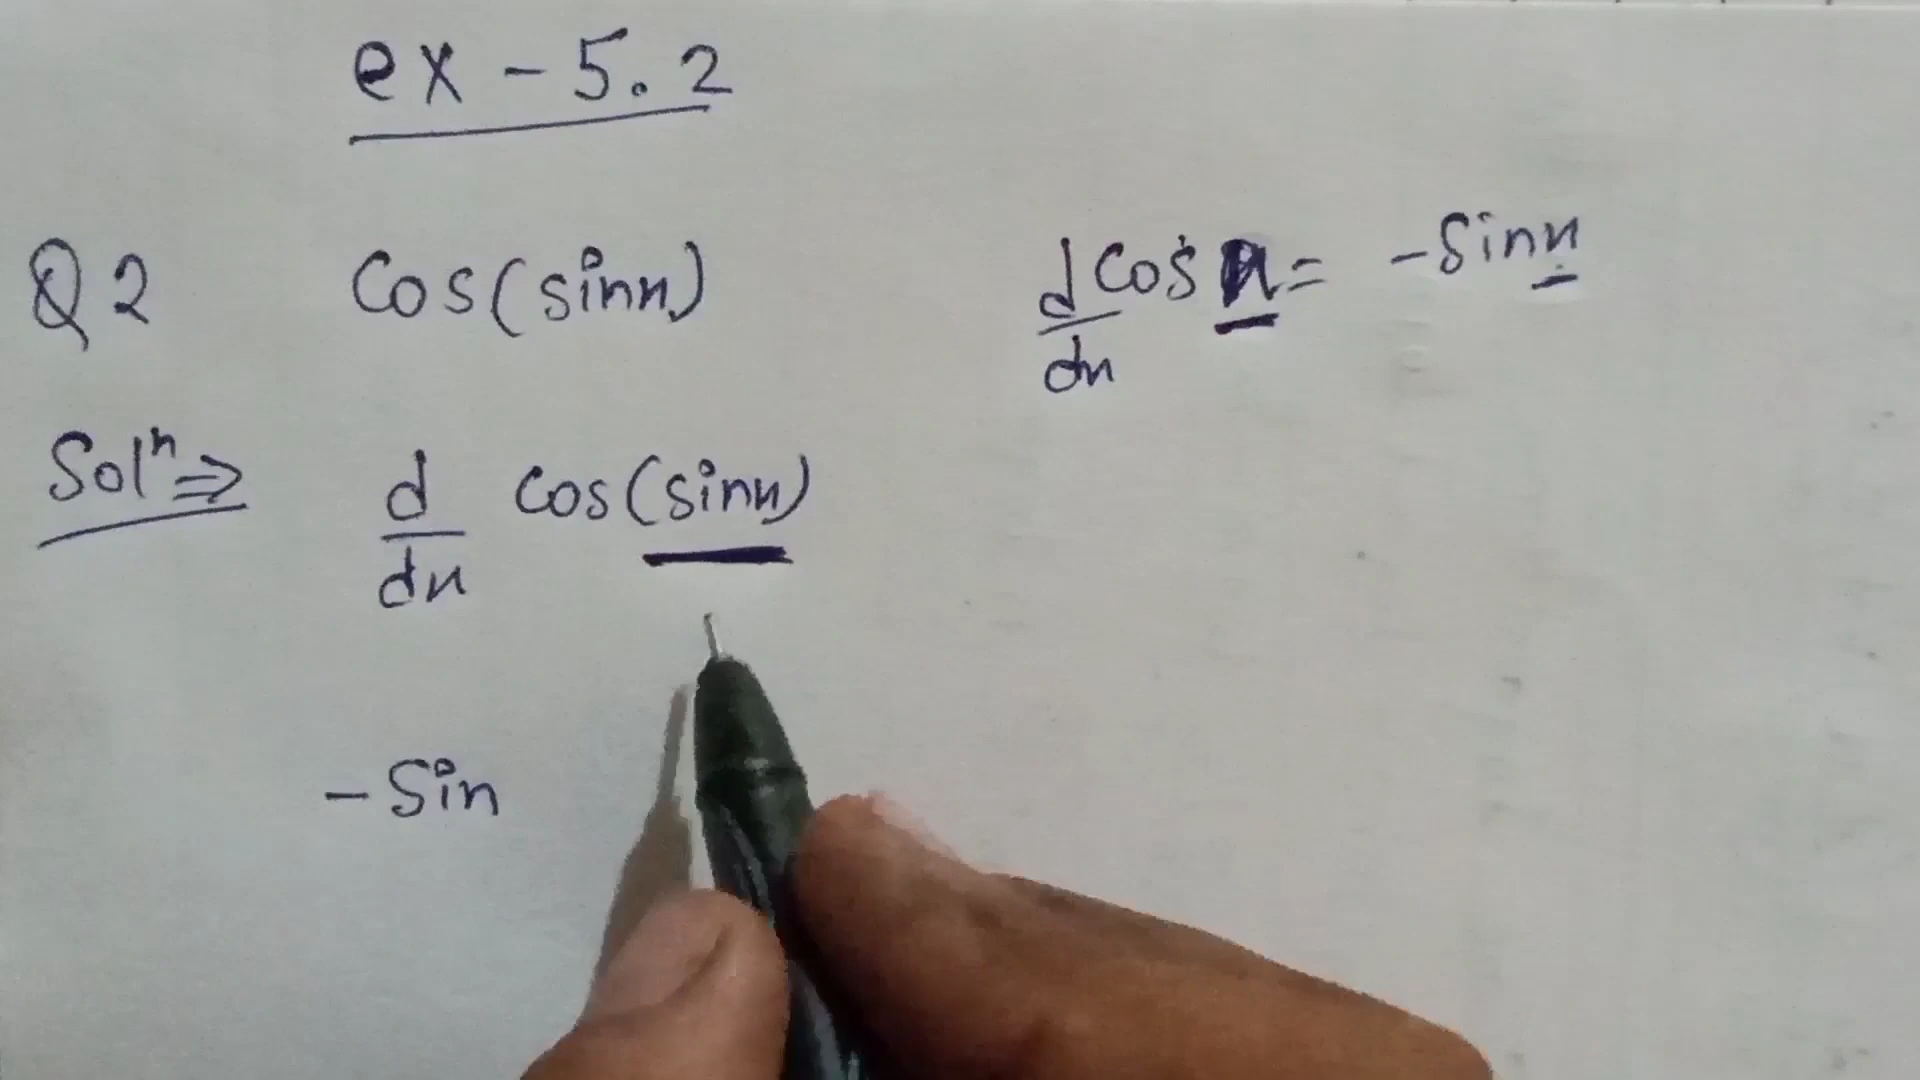 ex - 5.2
Q2 Cos(sinx)
d/dx Cos x = -Sinx
Solⁿ ⇒ d/dx Cos(sinx)
- Sin